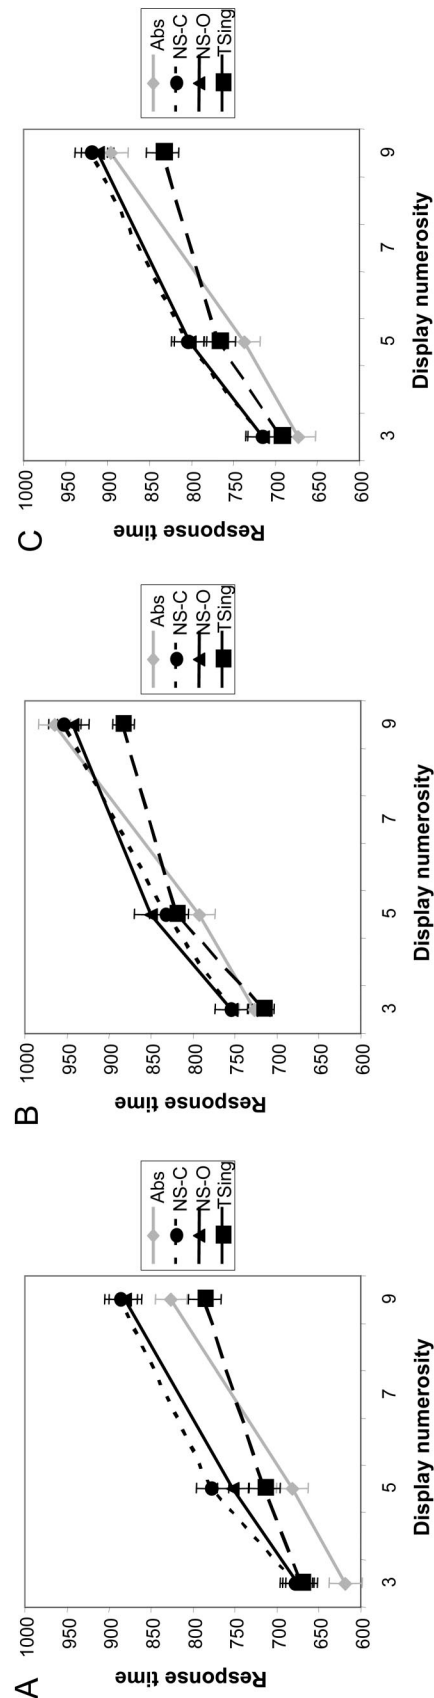 A
1000
950
900
850
800
750
700
650
600
Response time
3
5
7
9
Display numerosity
Abs
NS-C
NS-O
TSing
B
1000
950
900
850
800
750
700
650
600
Response time
3
5
7
9
Display numerosity
Abs
NS-C
NS-O
TSing
C
1000
950
900
850
800
750
700
650
600
Response time
3
5
7
9
Display numerosity
Abs
NS-C
NS-O
TSing